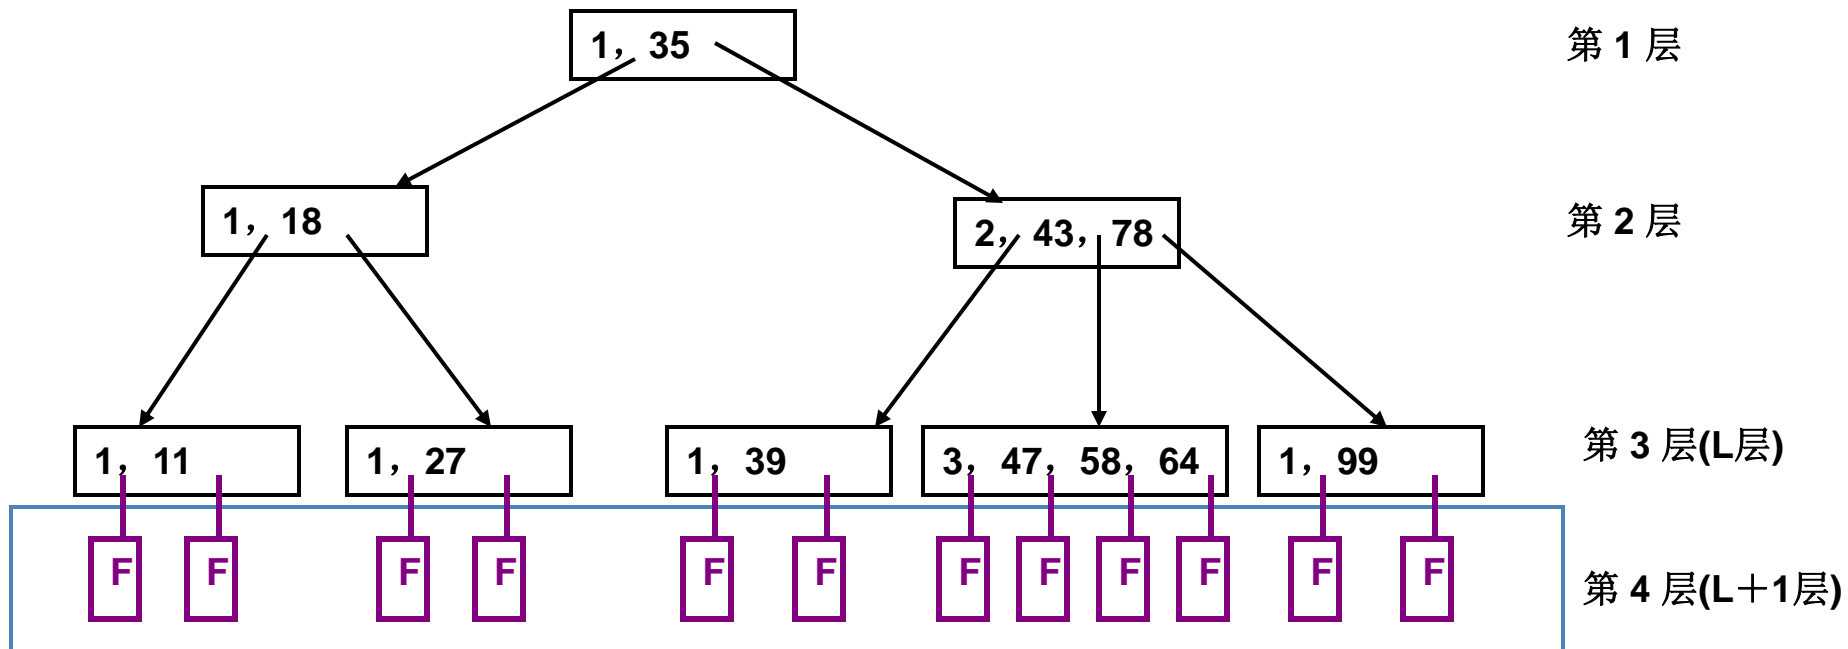 1，35
第 1 层
1，18
2，43，78
第 2 层
1，11
1，27
1，39
3，47，58，64
1，99
第 3 层(L层)
F F F F F F F F F F F F
第 4 层(L＋1层)